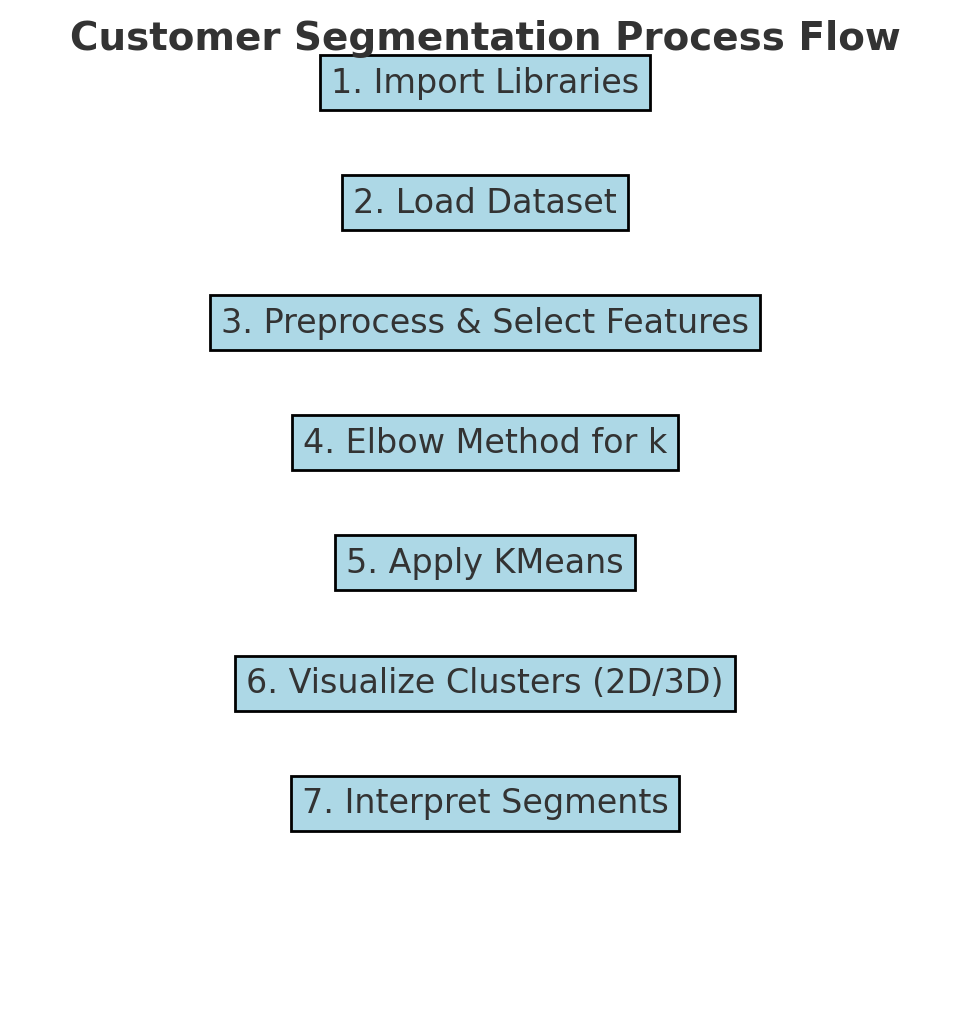 Customer Segmentation Process Flow
1. Import Libraries
2. Load Dataset
3. Preprocess & Select Features
4. Elbow Method for k
5. Apply KMeans
6. Visualize Clusters (2D/3D)
7. Interpret Segments